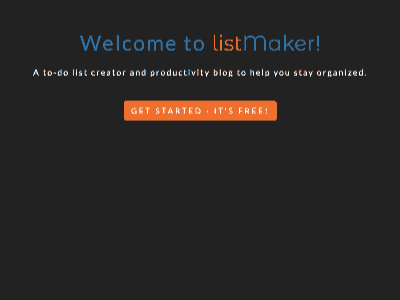 Welcome to listMaker!
A to-do list creator and productivity blog to help you stay organized.
GET STARTED · IT'S FREE!